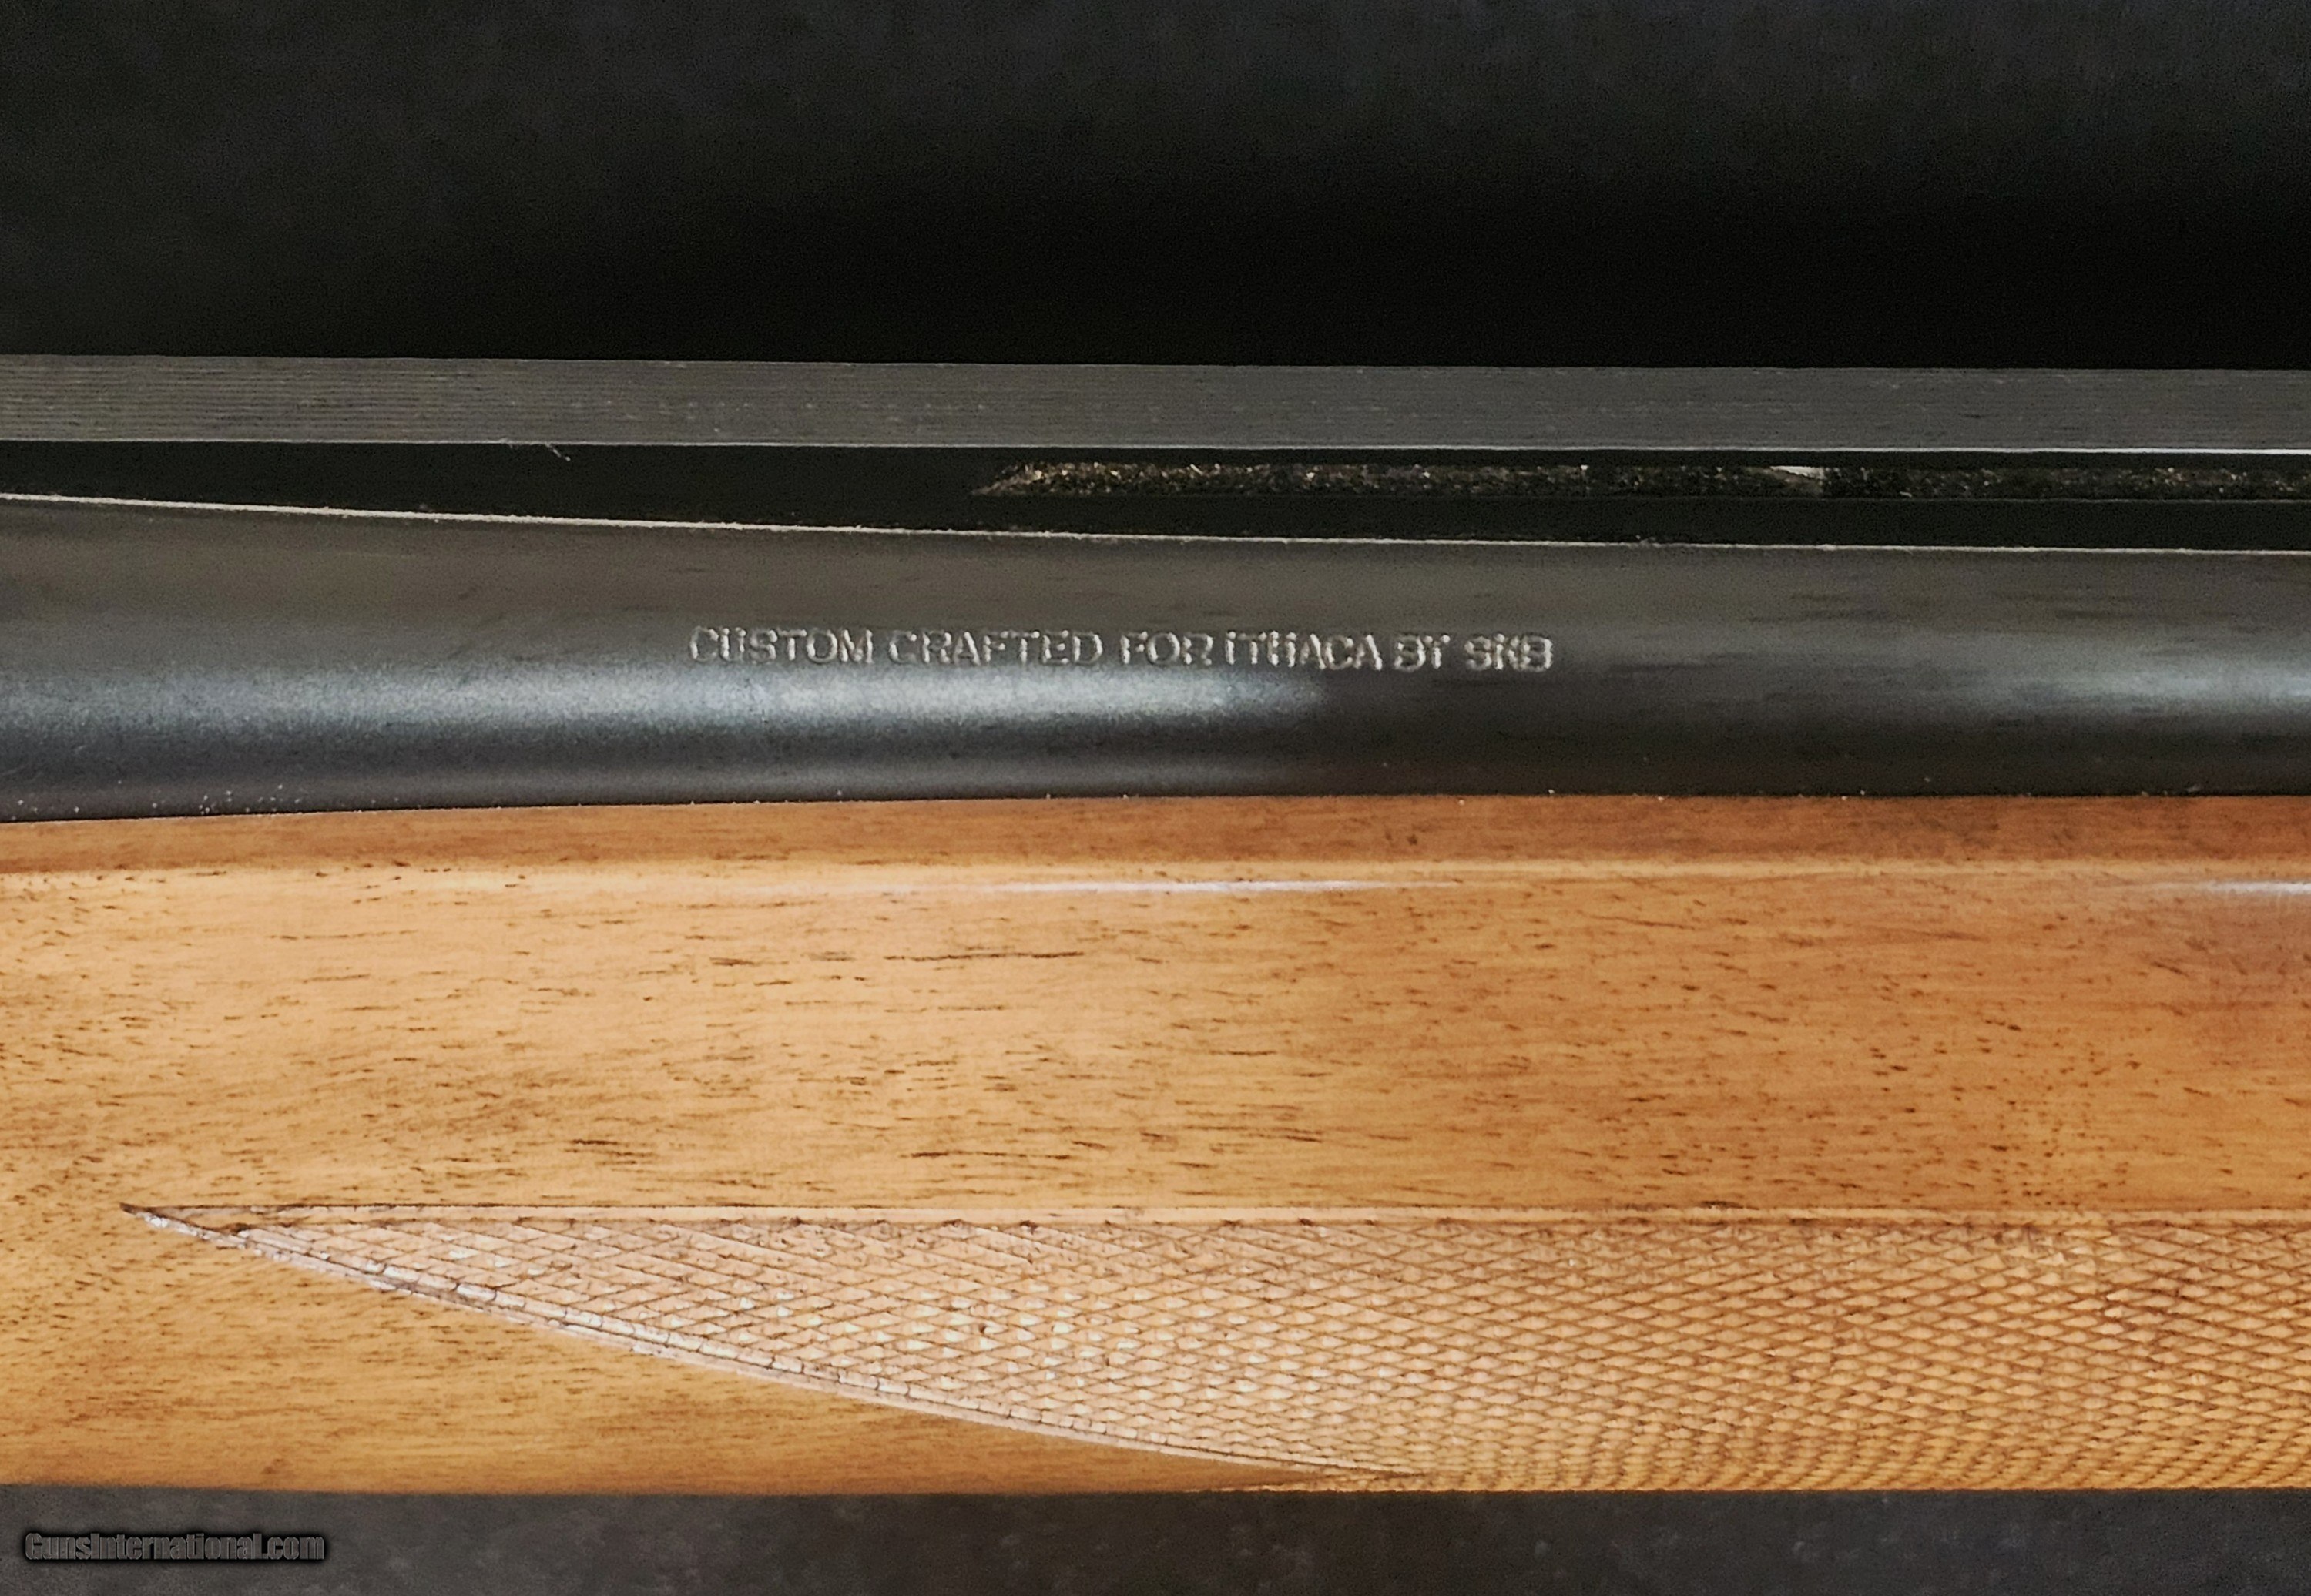 CUSTOM CRAFTED FOR ITHACA BY SKB
GunsInternational.com